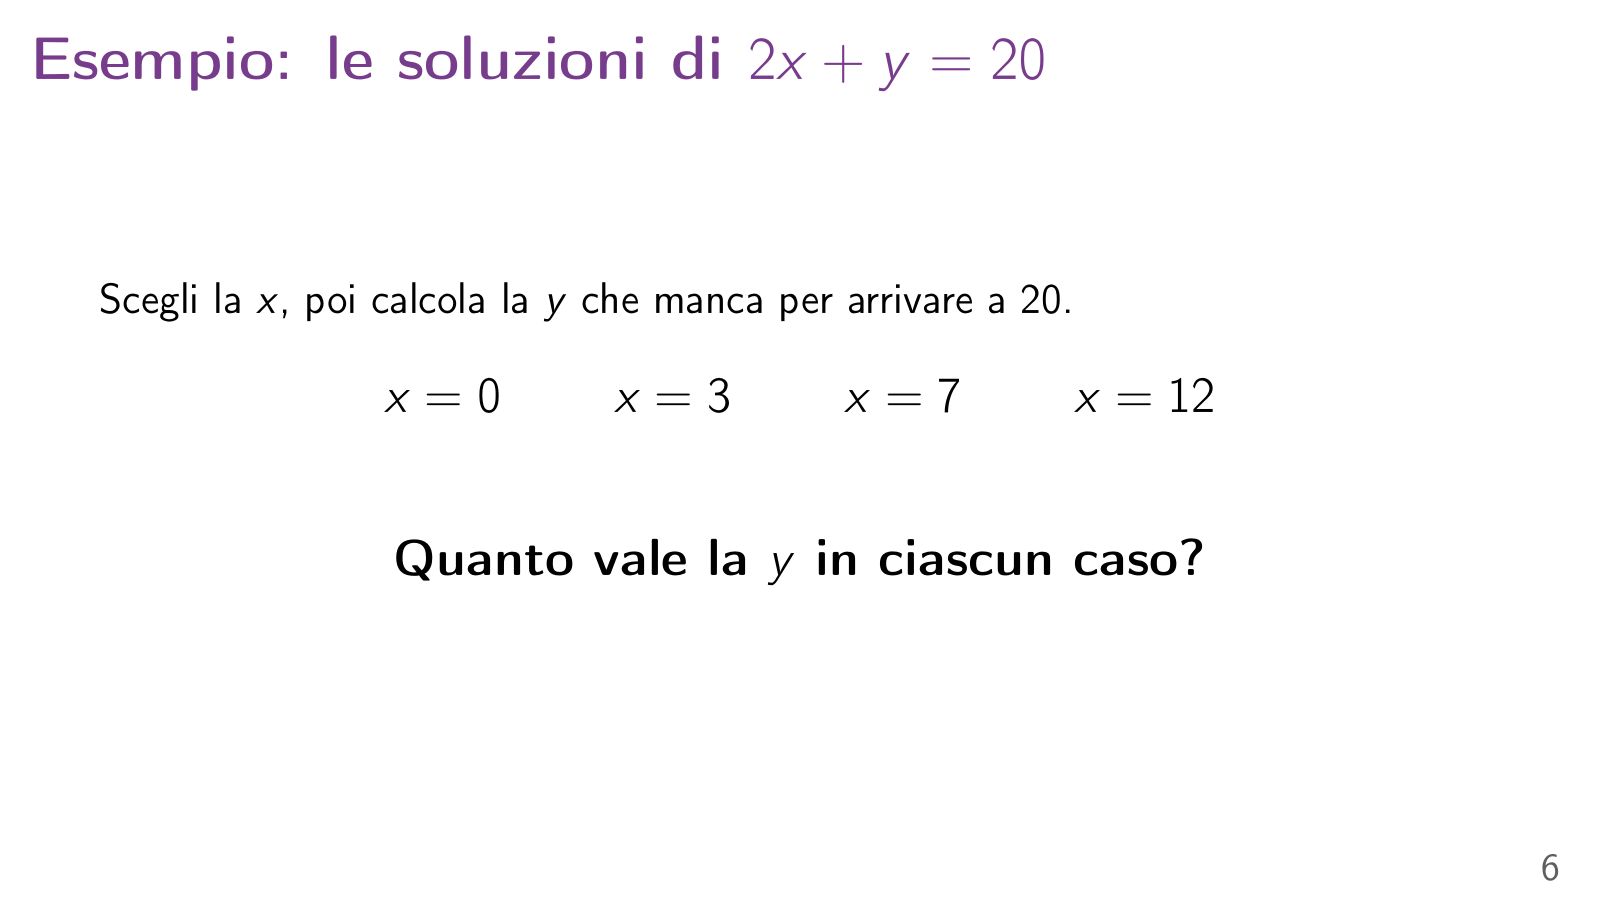 Esempio: le soluzioni di 2x + y = 20
Scegli la x, poi calcola la y che manca per arrivare a 20.
x = 0 x = 3 x = 7 x = 12
Quanto vale la y in ciascun caso?
6